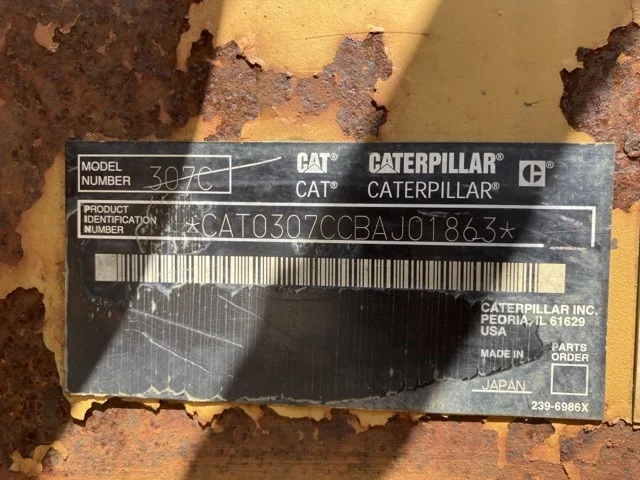 MODEL NUMBER 307C
CAT® CATERPILLAR® C®
CAT® CATERPILLAR®
PRODUCT IDENTIFICATION NUMBER *CAT0307CCBAJ01863*
CATERPILLAR INC.
PEORIA, IL 61629
USA
MADE IN
JAPAN
PARTS ORDER
239-6986X